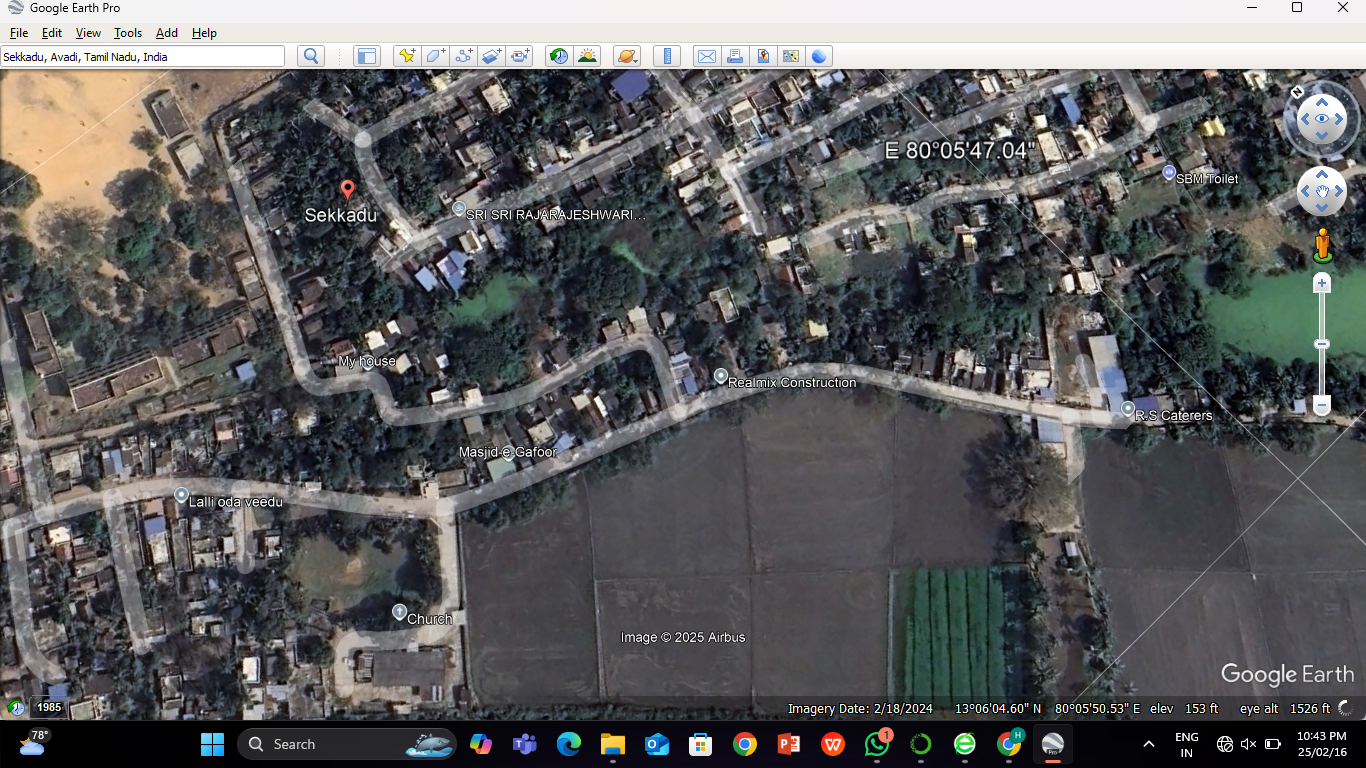 Google Earth Pro
File Edit View Tools Add Help
Sekkadu, Avadi, Tamil Nadu, India
N
E 80°05'47.04"
SBM Toilet
Sekkadu
SRI SRI RAJARAJESHWARI...
My house
Realmix Construction
R.S Caterers
Masjid-e-Gafoor
Lalli oda veedu
Church
Image © 2025 Airbus
Google Earth
1985
Imagery Date: 2/18/2024 13°06'04.60" N 80°05'50.53" E elev 153 ft eye alt 1526 ft
78°
Search
1
H
Pro
ENG
IN
10:43 PM
25/02/16